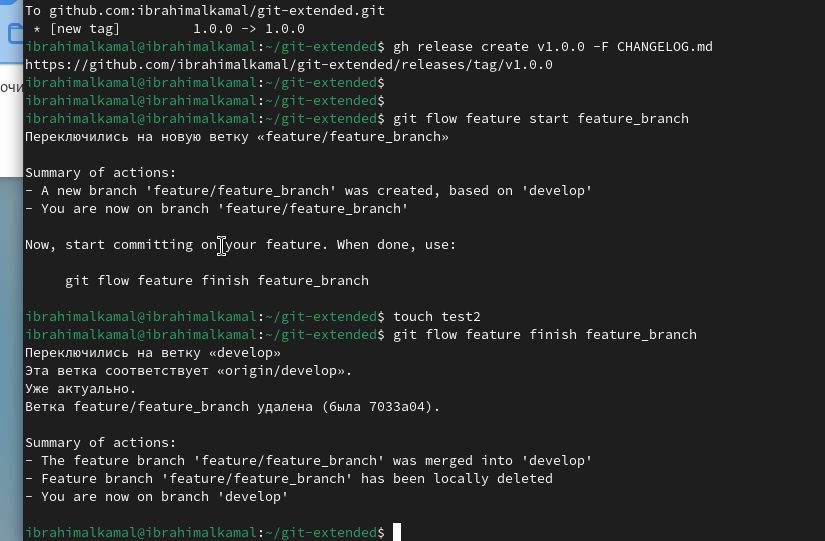 To github.com:ibrahimalkamal/git-extended.git
 * [new tag]         1.0.0 -> 1.0.0
ibrahimalkamal@ibrahimalkamal:~/git-extended$ gh release create v1.0.0 -F CHANGELOG.md
https://github.com/ibrahimalkamal/git-extended/releases/tag/v1.0.0
ibrahimalkamal@ibrahimalkamal:~/git-extended$
ibrahimalkamal@ibrahimalkamal:~/git-extended$
ibrahimalkamal@ibrahimalkamal:~/git-extended$ git flow feature start feature_branch
Переключились на новую ветку «feature/feature_branch»

Summary of actions:
- A new branch 'feature/feature_branch' was created, based on 'develop'
- You are now on branch 'feature/feature_branch'

Now, start committing on your feature. When done, use:

     git flow feature finish feature_branch

ibrahimalkamal@ibrahimalkamal:~/git-extended$ touch test2
ibrahimalkamal@ibrahimalkamal:~/git-extended$ git flow feature finish feature_branch
Переключились на ветку «develop»
Эта ветка соответствует «origin/develop».
Уже актуально.
Ветка feature/feature_branch удалена (была 7033a04).

Summary of actions:
- The feature branch 'feature/feature_branch' was merged into 'develop'
- Feature branch 'feature/feature_branch' has been locally deleted
- You are now on branch 'develop'

ibrahimalkamal@ibrahimalkamal:~/git-extended$